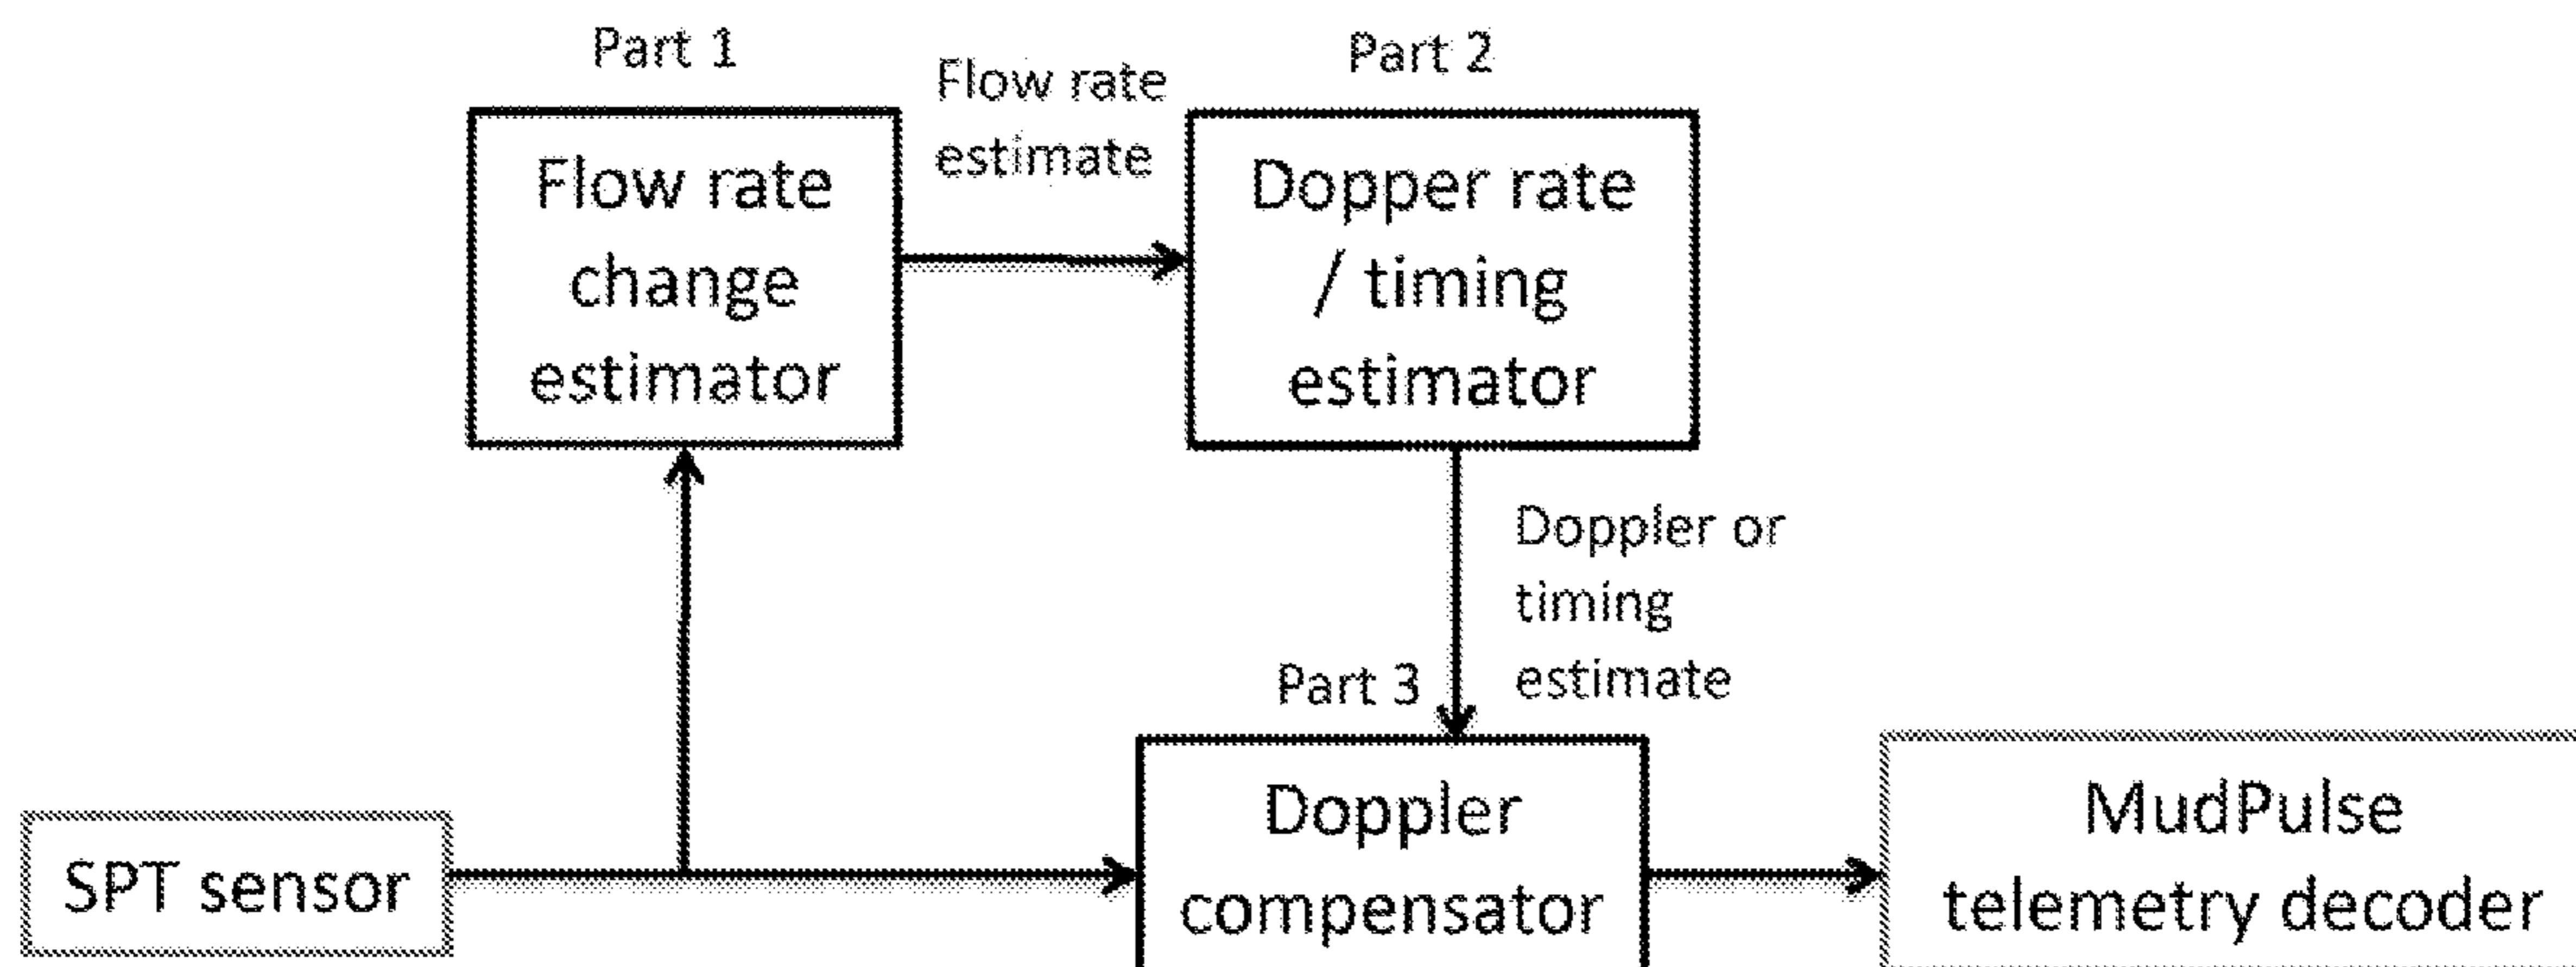 Part 1
Flow rate
estimate
Part 2
Flow rate
change
estimator
Dopper rate
/ timing
estimator
Doppler or
timing
estimate
Part 3
SPT sensor
Doppler
compensator
MudPulse
telemetry decoder